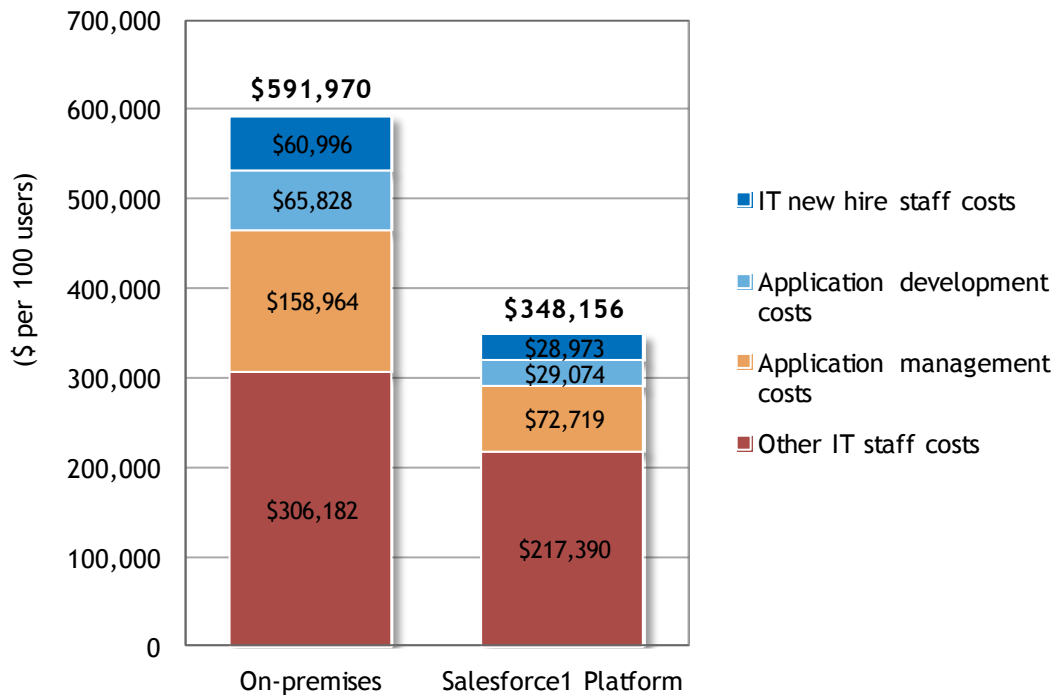 700,000
600,000
500,000
400,000
300,000
200,000
100,000
0
($ per 100 users)
$591,970
$60,996
$65,828
$158,964
$306,182
On-premises
$348,156
$28,973
$29,074
$72,719
$217,390
Salesforce1 Platform
IT new hire staff costs
Application development
costs
Application management
costs
Other IT staff costs